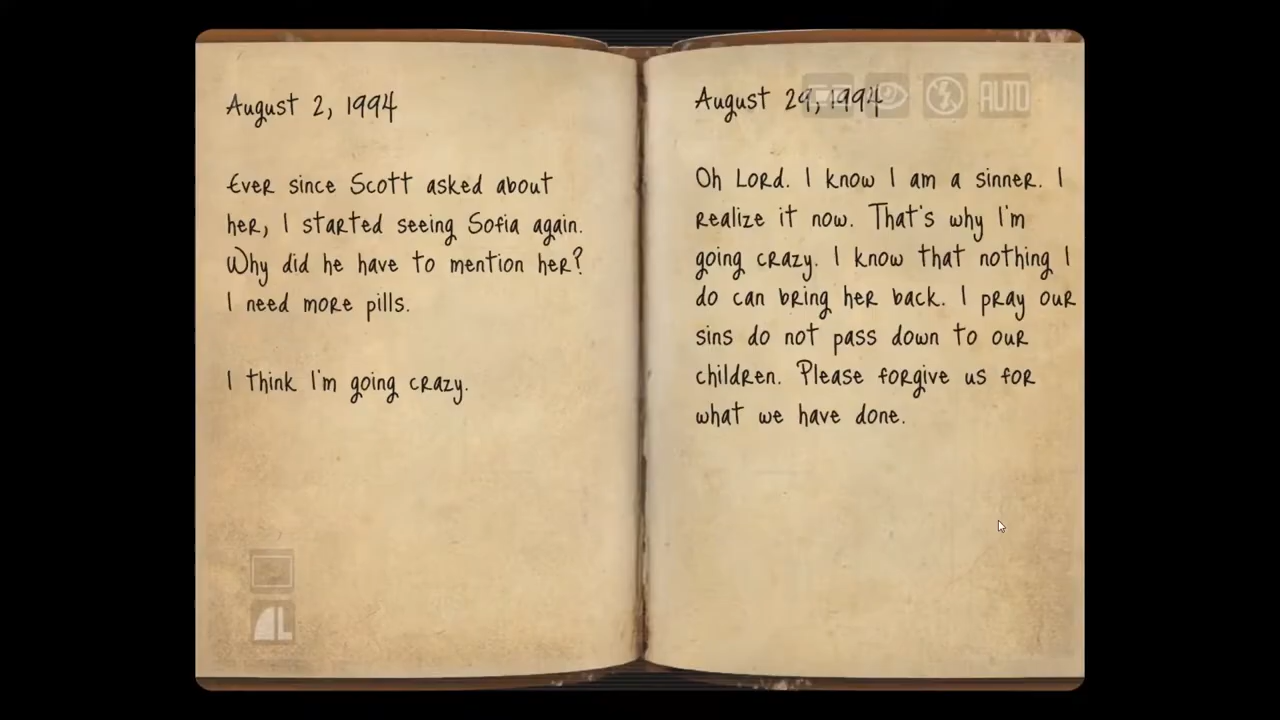 August 2, 1994
Ever since Scott asked about
her, I started seeing Sofia again.
Why did he have to mention her?
I need more pills.
I think I'm going crazy.
August 29, 1994
AUTO
Oh Lord. I know I am a sinner. I
realize it now. That's why I'm
going crazy. I know that nothing I
do can bring her back. I pray our
sins do not pass down to our
children. Please forgive us for
what we have done.
L